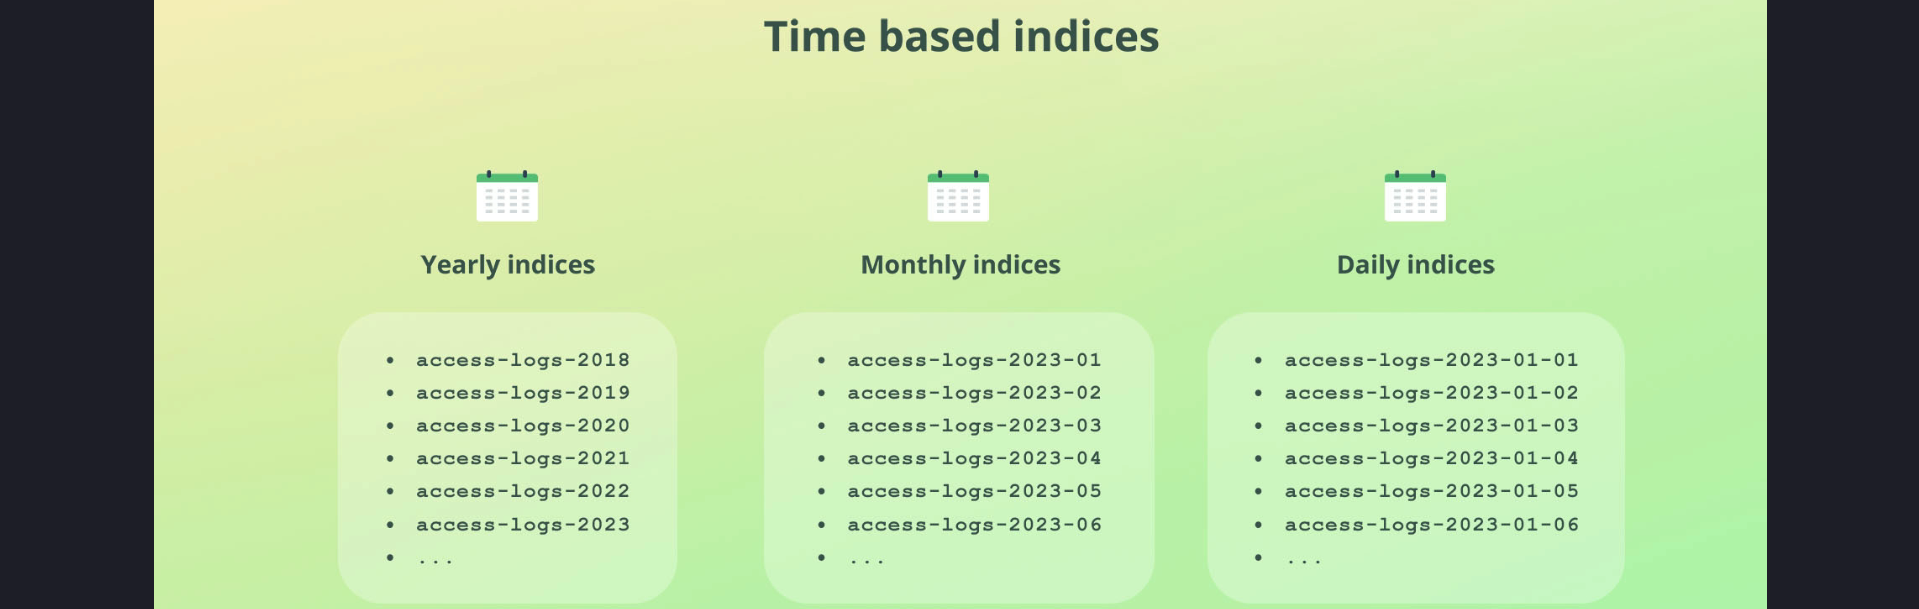 Time based indices
Yearly indices
• access-logs-2018
• access-logs-2019
• access-logs-2020
• access-logs-2021
• access-logs-2022
• access-logs-2023
• ...
Monthly indices
• access-logs-2023-01
• access-logs-2023-02
• access-logs-2023-03
• access-logs-2023-04
• access-logs-2023-05
• access-logs-2023-06
• ...
Daily indices
• access-logs-2023-01-01
• access-logs-2023-01-02
• access-logs-2023-01-03
• access-logs-2023-01-04
• access-logs-2023-01-05
• access-logs-2023-01-06
• ...